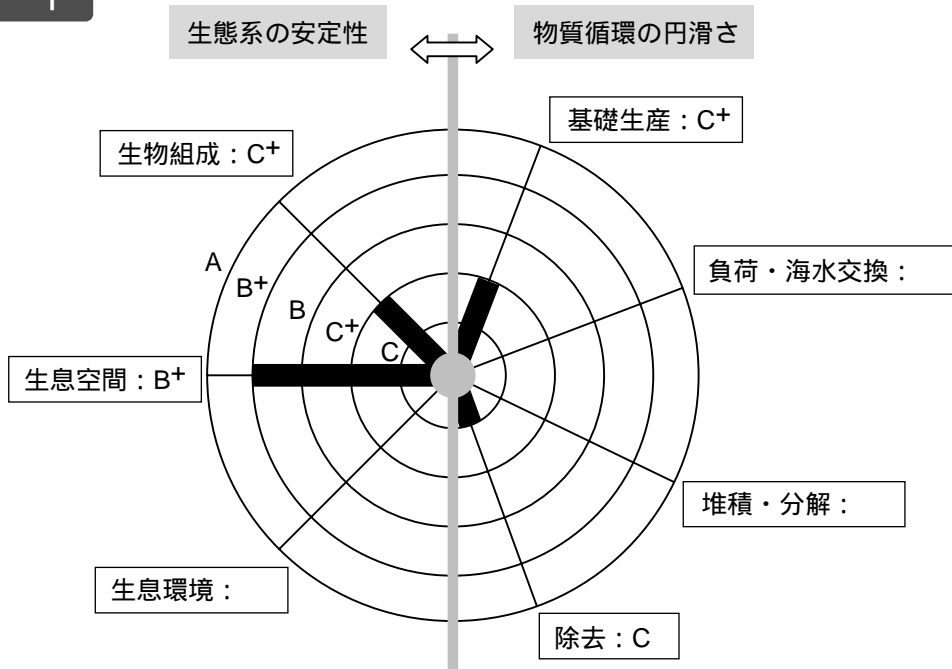 生態系の安定性
物質循環の円滑さ
基礎生産：C+
生物組成：C+
負荷・海水交換：
A
B+
B
C+
C
生息空間：B+
堆積・分解：
生息環境：
除去：C